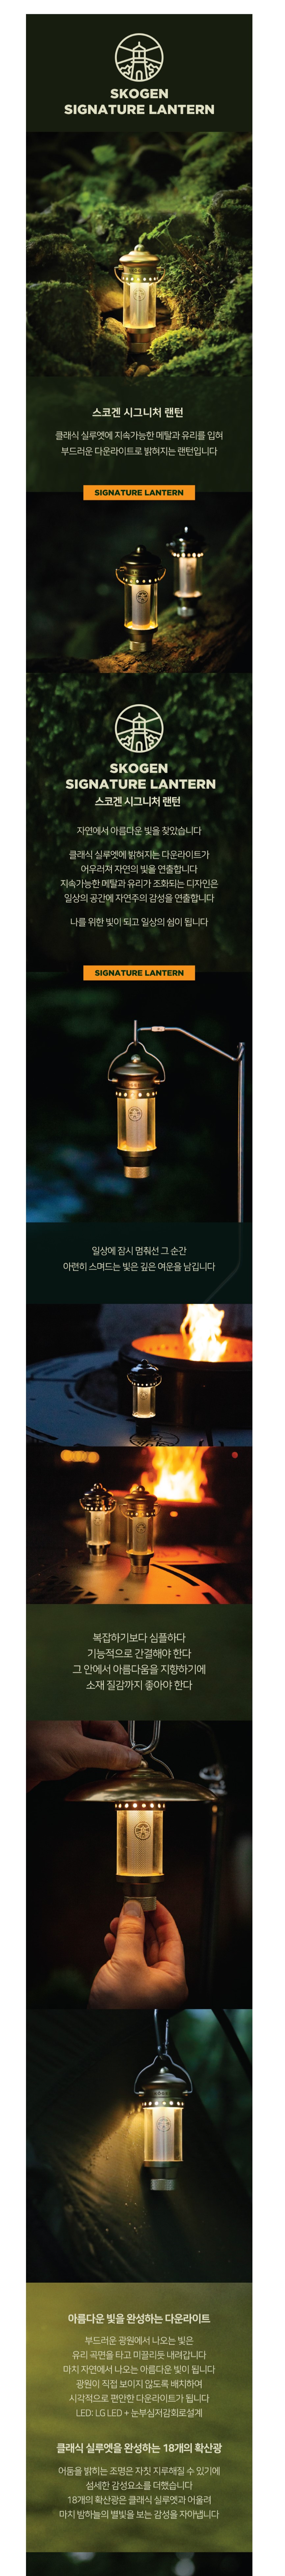 SKOGEN
SIGNATURE LANTERN
스코겐 시그니처 랜턴
클래식 실루엣에 지속가능한 메탈과 유리를 입혀
부드러운 다운라이트로 밝혀지는 랜턴입니다
SIGNATURE LANTERN
SKOGEN
SIGNATURE LANTERN
스코겐 시그니처 랜턴
자연에서 아름다운 빛을 찾았습니다
클래식 실루엣에 밝혀지는 다운라이트가
어우러져 자연의 빛을 연출합니다
지속가능한 메탈과 유리가 조화되는 디자인은
일상의 공간에 자연주의 감성을 연출합니다
나를 위한 빛이 되고 일상의 쉼이 됩니다
SIGNATURE LANTERN
일상에 잠시 멈춰선 그 순간
아련히 스며드는 빛은 깊은 여운을 남깁니다
복잡하기보다 심플하다
기능적으로 간결해야 한다
그 안에서 아름다움을 지향하기에
소재 질감까지 좋아야 한다
아름다운 빛을 완성하는 다운라이트
부드러운 광원에서 나오는 빛은
유리 곡면을 타고 미끌리듯 내려갑니다
마치 자연에서 나오는 아름다운 빛이 됩니다
광원이 직접 보이지 않도록 배치하여
시각적으로 편안한 다운라이트가 됩니다
LED: LG LED + 눈부심저감회로설계
클래식 실루엣을 완성하는 18개의 확산광
어둠을 밝히는 조명은 자칫 지루해질 수 있기에
섬세한 감성요소를 더했습니다
18개의 확산광은 클래식 실루엣과 어울려
마치 밤하늘의 별빛을 보는 감성을 자아냅니다